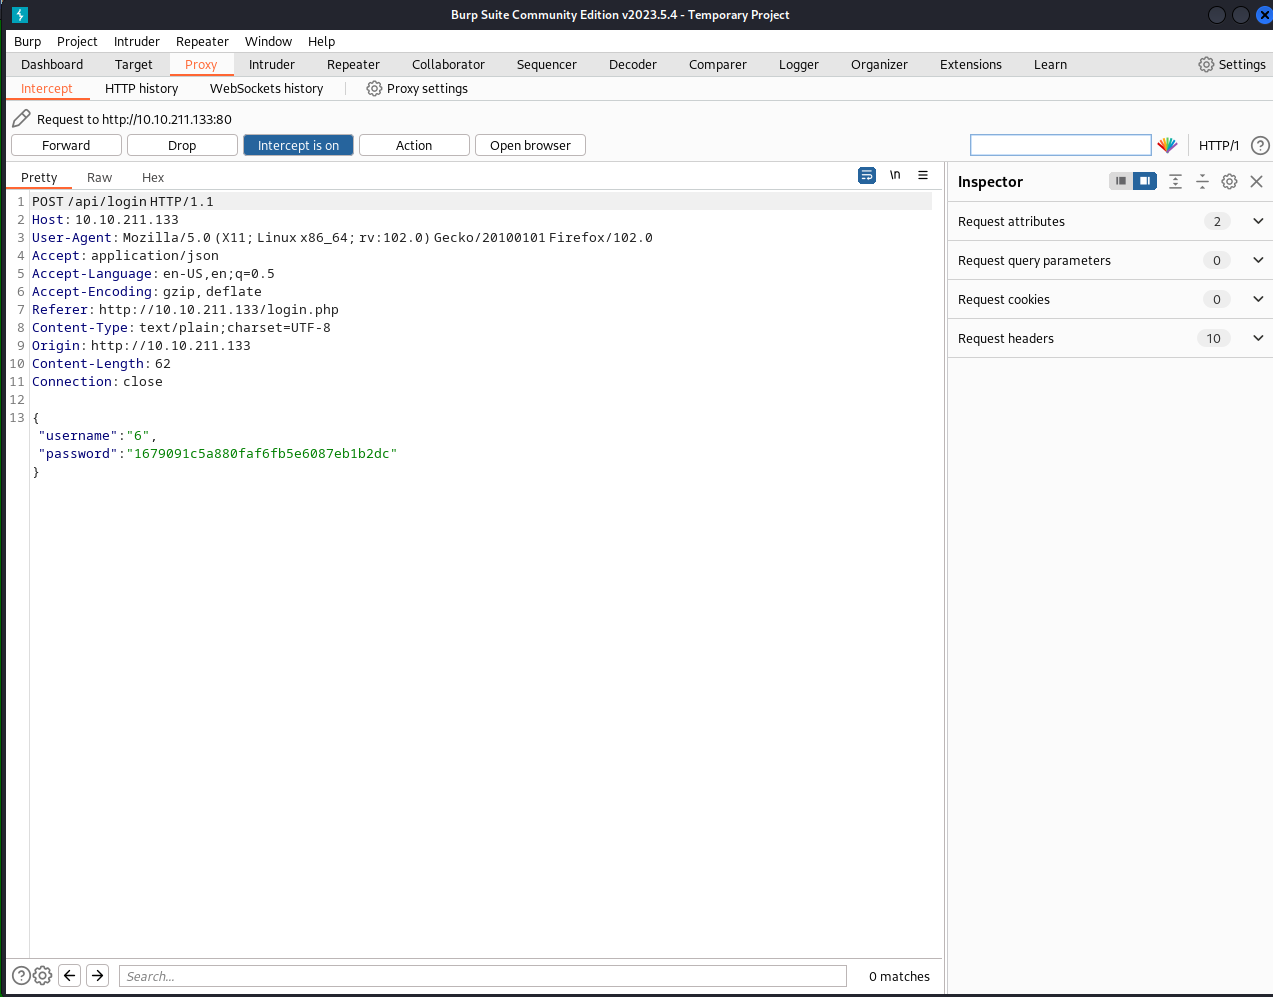 Burp Suite Community Edition v2023.5.4 - Temporary Project
Burp Project Intruder Repeater Window Help
Dashboard Target Proxy Intruder Repeater Collaborator Sequencer Decoder Comparer Logger Organizer Extensions Learn Settings
Intercept HTTP history WebSockets history Proxy settings
Request to http://10.10.211.133:80
Forward Drop Intercept is on Action Open browser HTTP/1 ?
Pretty Raw Hex \n
Inspector
1 POST /api/login HTTP/1.1
2 Host: 10.10.211.133
3 User-Agent: Mozilla/5.0 (X11; Linux x86_64; rv:102.0) Gecko/20100101 Firefox/102.0
4 Accept: application/json
5 Accept-Language: en-US,en;q=0.5
6 Accept-Encoding: gzip, deflate
7 Referer: http://10.10.211.133/login.php
8 Content-Type: text/plain;charset=UTF-8
9 Origin: http://10.10.211.133
10 Content-Length: 62
11 Connection: close
12
13 {
"username":"6",
"password":"1679091c5a880faf6fb5e6087eb1b2dc"
}
Request attributes 2
Request query parameters 0
Request cookies 0
Request headers 10
? Search... 0 matches